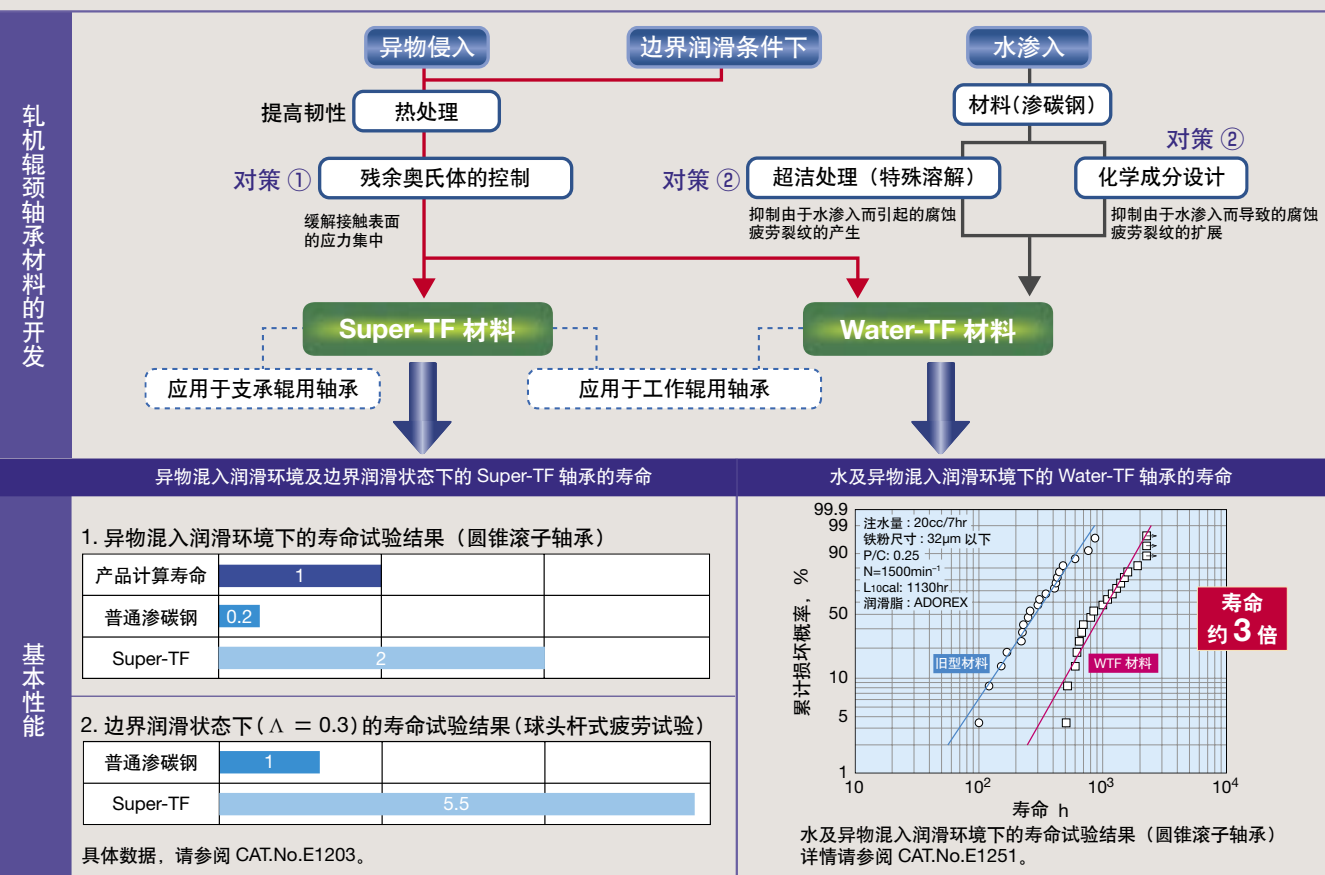 轧机辊颈轴承材料的开发
异物侵入
边界润滑条件下
水渗入
提高韧性
热处理
材料(渗碳钢)
对策 ①
残余奥氏体的控制
对策 ②
超洁处理（特殊溶解）
对策 ②
化学成分设计
缓解接触表面
的应力集中
抑制由于水渗入而引起的腐蚀
疲劳裂纹的产生
抑制由于水渗入而导致的腐蚀
疲劳裂纹的扩展
Super-TF 材料
Water-TF 材料
应用于支承辊用轴承
应用于工作辊用轴承
基本性能
异物混入润滑环境及边界润滑状态下的 Super-TF 轴承的寿命
1. 异物混入润滑环境下的寿命试验结果（圆锥滚子轴承）
产品计算寿命 1
普通渗碳钢 0.2
Super-TF 2
2. 边界润滑状态下(Λ = 0.3)的寿命试验结果(球头杆式疲劳试验)
普通渗碳钢 1
Super-TF 5.5
具体数据，请参阅 CAT.No.E1203。
水及异物混入润滑环境下的 Water-TF 轴承的寿命
累计损坏概率，%
99.9
99
90
50
10
5
1
注水量 : 20cc/7hr
铁粉尺寸 : 32μm 以下
P/C: 0.25
N=1500min⁻¹
L₁₀cal: 1130hr
润滑脂 : ADOREX
旧型材料
WTF 材料
寿命
约 3 倍
10 10² 10³ 10⁴
寿命 h
水及异物混入润滑环境下的寿命试验结果（圆锥滚子轴承）
详情请参阅 CAT.No.E1251。